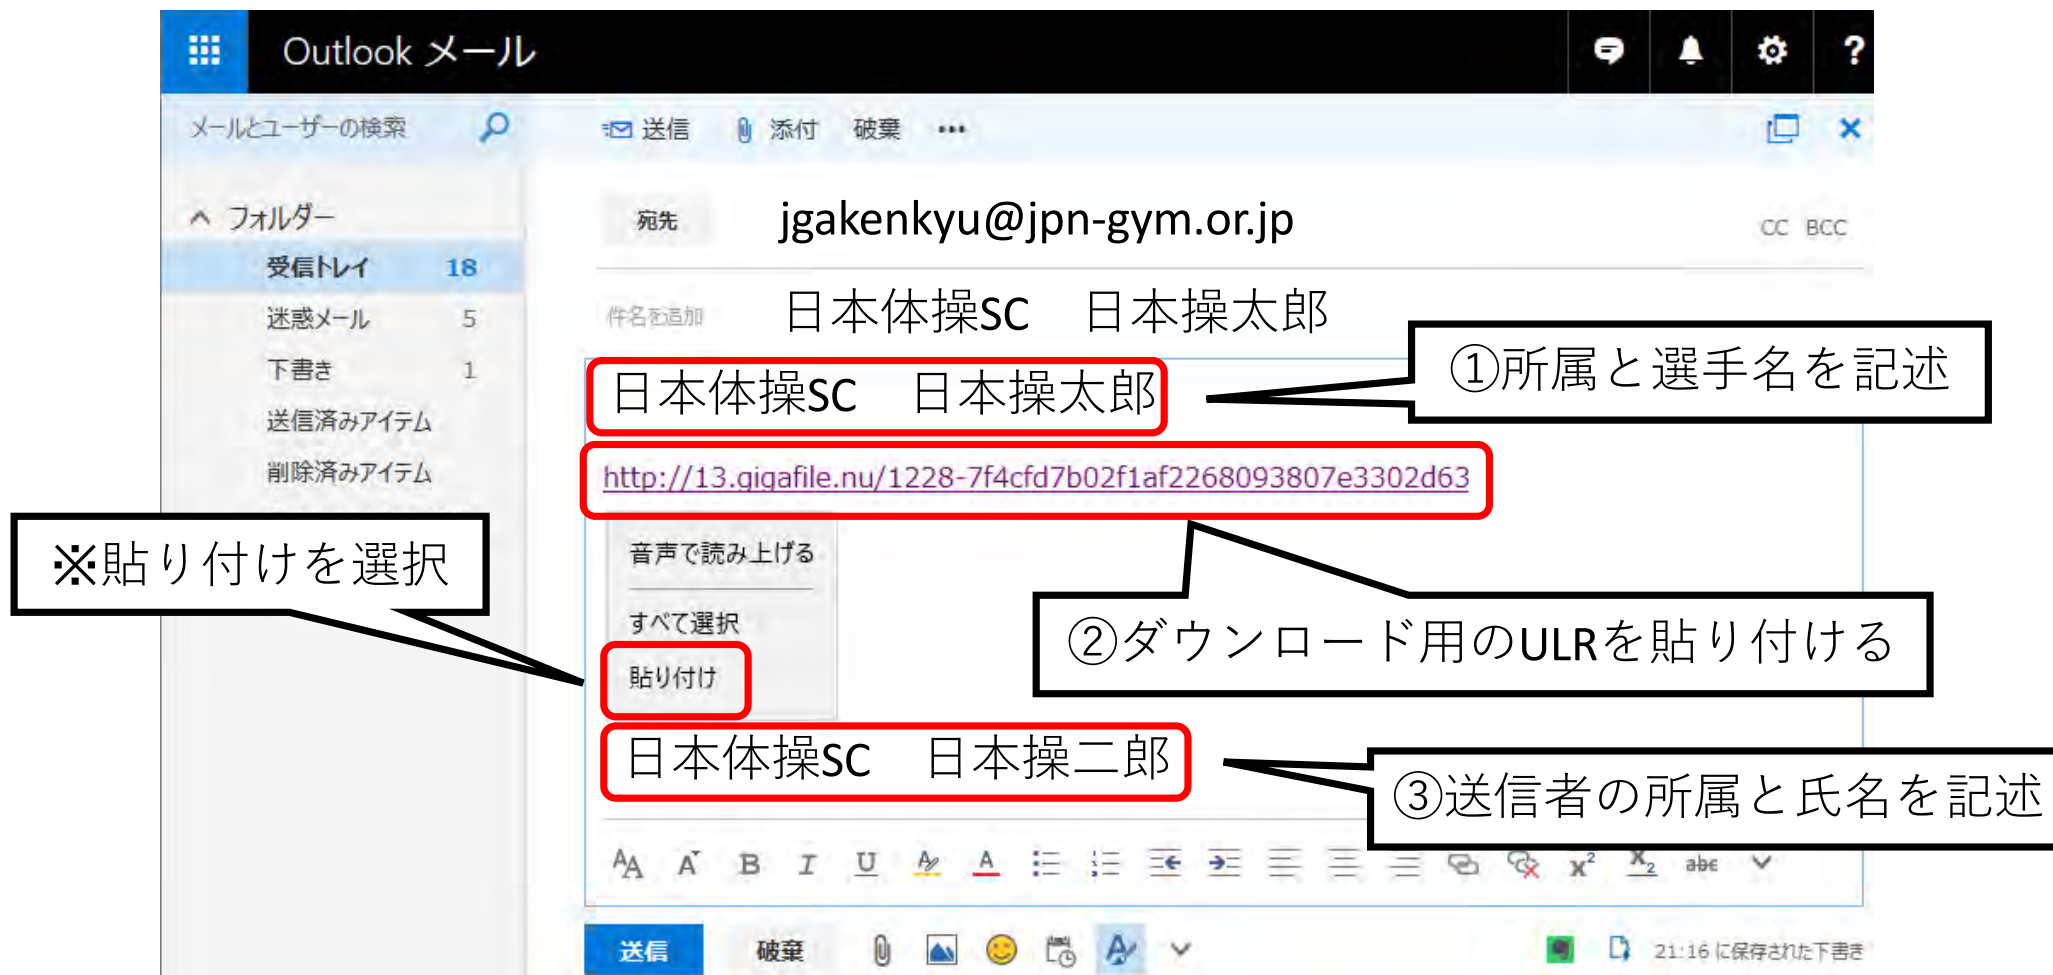 Outlook メール
?
メールとユーザーの検索
送信 添付 破棄 •••
フォルダー
受信トレイ 18
迷惑メール 5
下書き 1
送信済みアイテム
削除済みアイテム
宛先 jgakenkyu@jpn-gym.or.jp CC BCC
件名を追加 日本体操SC 日本操太郎
日本体操SC 日本操太郎
①所属と選手名を記述
http://13.gigafile.nu/1228-7f4cfd7b02f1af2268093807e3302d63
※貼り付けを選択
音声で読み上げる
すべて選択
貼り付け
②ダウンロード用のULRを貼り付ける
日本体操SC 日本操二郎
③送信者の所属と氏名を記述
AA A B I U A A x² x₂ abc
送信 破棄 21:16 に保存された下書き